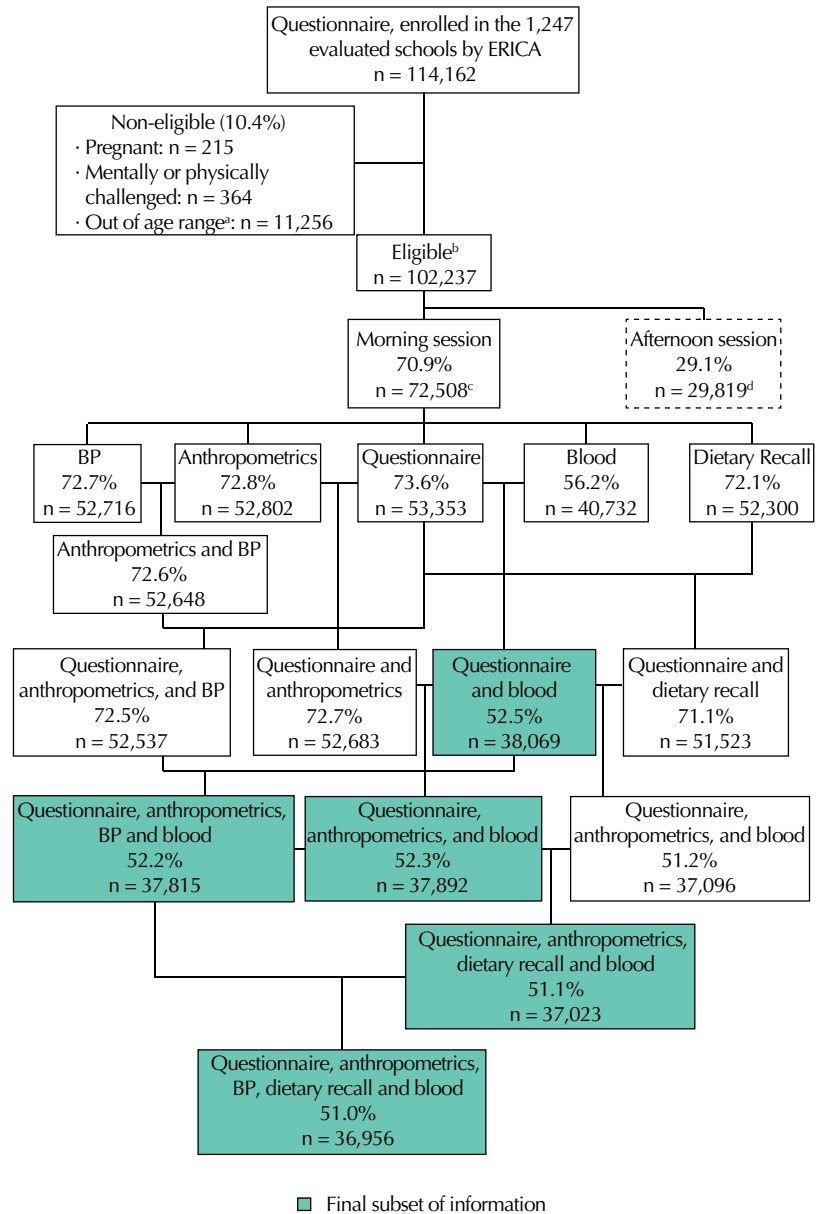 Questionnaire, enrolled in the 1,247
evaluated schools by ERICA
n = 114,162
Non-eligible (10.4%)
· Pregnant: n = 215
· Mentally or physically
challenged: n = 364
· Out of age rangeᵃ: n = 11,256
Eligibleᵇ
n = 102,237
Morning session
70.9%
n = 72,508ᶜ
Afternoon session
29.1%
n = 29,819ᵈ
BP
72.7%
n = 52,716
Anthropometrics
72.8%
n = 52,802
Questionnaire
73.6%
n = 53,353
Blood
56.2%
n = 40,732
Dietary Recall
72.1%
n = 52,300
Anthropometrics and BP
72.6%
n = 52,648
Questionnaire,
anthropometrics, and BP
72.5%
n = 52,537
Questionnaire and
anthropometrics
72.7%
n = 52,683
Questionnaire
and blood
52.5%
n = 38,069
Questionnaire and
dietary recall
71.1%
n = 51,523
Questionnaire, anthropometrics,
BP and blood
52.2%
n = 37,815
Questionnaire,
anthropometrics, and blood
52.3%
n = 37,892
Questionnaire,
anthropometrics, and blood
51.2%
n = 37,096
Questionnaire, anthropometrics,
dietary recall and blood
51.1%
n = 37,023
Questionnaire, anthropometrics,
BP, dietary recall and blood
51.0%
n = 36,956
Final subset of information